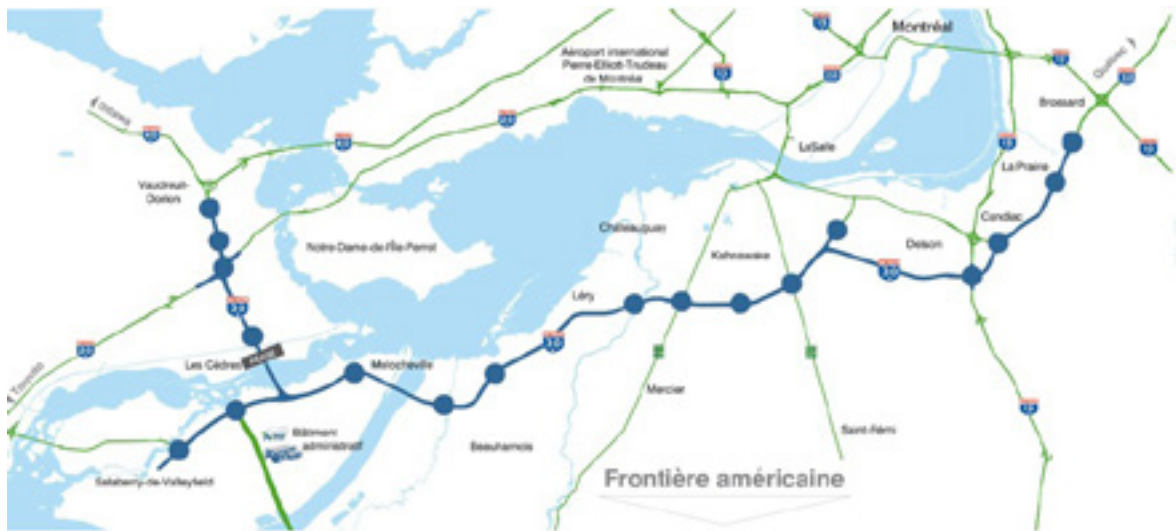 Montréal
Aéroport international
Pierre-Elliott-Trudeau
de Montréal
Québec
Ottawa
Brossard
LaSalle
La Prairie
Vaudreuil-
Dorion
Châteauguay
Candiac
Notre-Dame-de-l'Île-Perrot
Kahnawake
Delson
Léry
30
30
30
Les Cédres
Melocheville
Toronto
Mercier
Bâtiment
administratif
Beauharnois
Saint-Rémi
Salaberry-de-Valleyfield
Frontière américaine